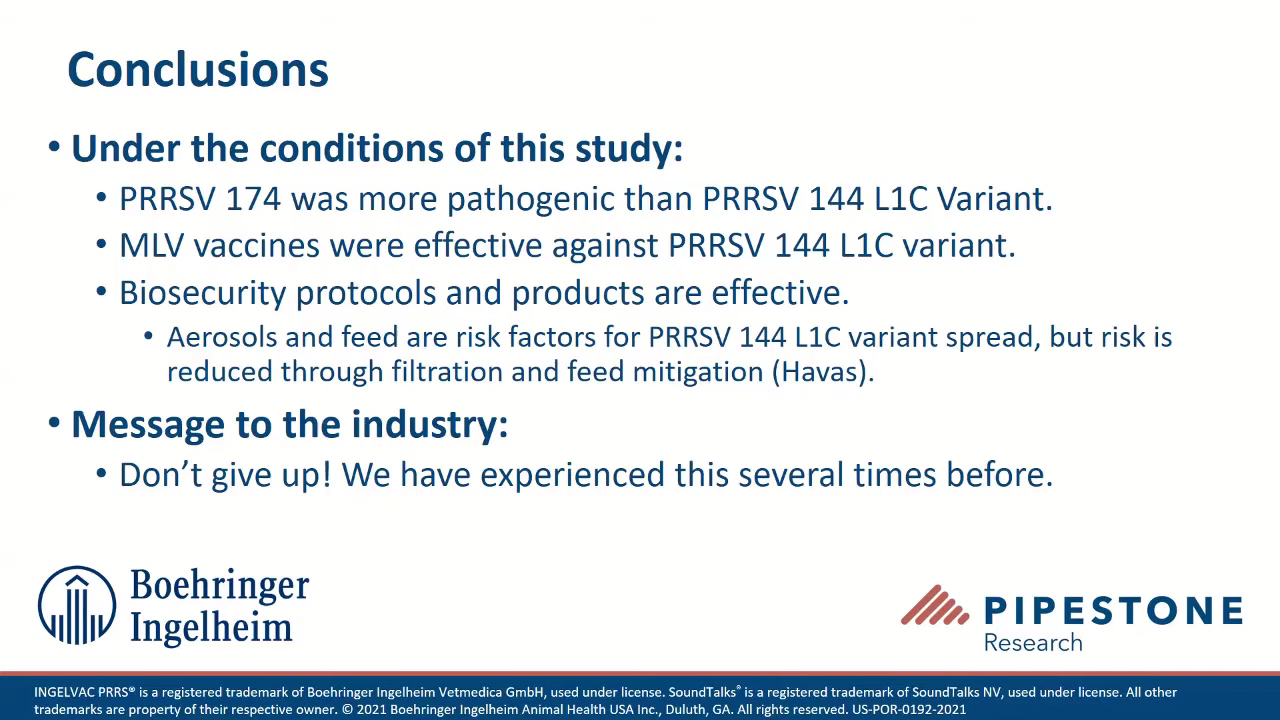 Conclusions
• Under the conditions of this study:
• PRRSV 174 was more pathogenic than PRRSV 144 L1C Variant.
• MLV vaccines were effective against PRRSV 144 L1C variant.
• Biosecurity protocols and products are effective.
• Aerosols and feed are risk factors for PRRSV 144 L1C variant spread, but risk is
reduced through filtration and feed mitigation (Havas).
• Message to the industry:
• Don’t give up! We have experienced this several times before.
Boehringer
Ingelheim
PIPESTONE
Research
INGELVAC PRRS® is a registered trademark of Boehringer Ingelheim Vetmedica GmbH, used under license. SoundTalks® is a registered trademark of SoundTalks NV, used under license. All other
trademarks are property of their respective owner. © 2021 Boehringer Ingelheim Animal Health USA Inc., Duluth, GA. All rights reserved. US-POR-0192-2021